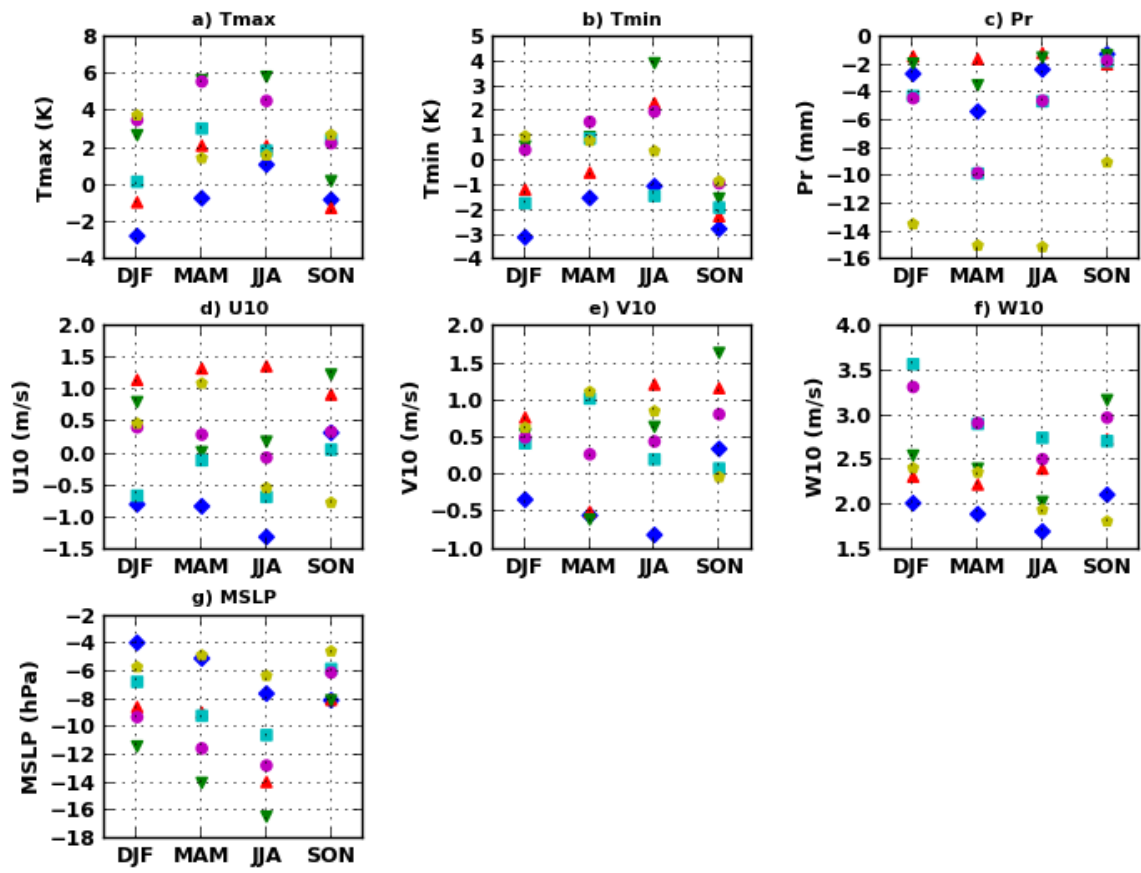 a) Tmax
Tmax (K)
8
6
4
2
0
−2
−4
DJF MAM JJA SON
b) Tmin
Tmin (K)
5
4
3
2
1
0
−1
−2
−3
−4
DJF MAM JJA SON
c) Pr
Pr (mm)
0
−2
−4
−6
−8
−10
−12
−14
−16
DJF MAM JJA SON
d) U10
U10 (m/s)
2.0
1.5
1.0
0.5
0.0
−0.5
−1.0
−1.5
DJF MAM JJA SON
e) V10
V10 (m/s)
2.0
1.5
1.0
0.5
0.0
−0.5
−1.0
DJF MAM JJA SON
f) W10
W10 (m/s)
4.0
3.5
3.0
2.5
2.0
1.5
DJF MAM JJA SON
g) MSLP
MSLP (hPa)
−2
−4
−6
−8
−10
−12
−14
−16
−18
DJF MAM JJA SON